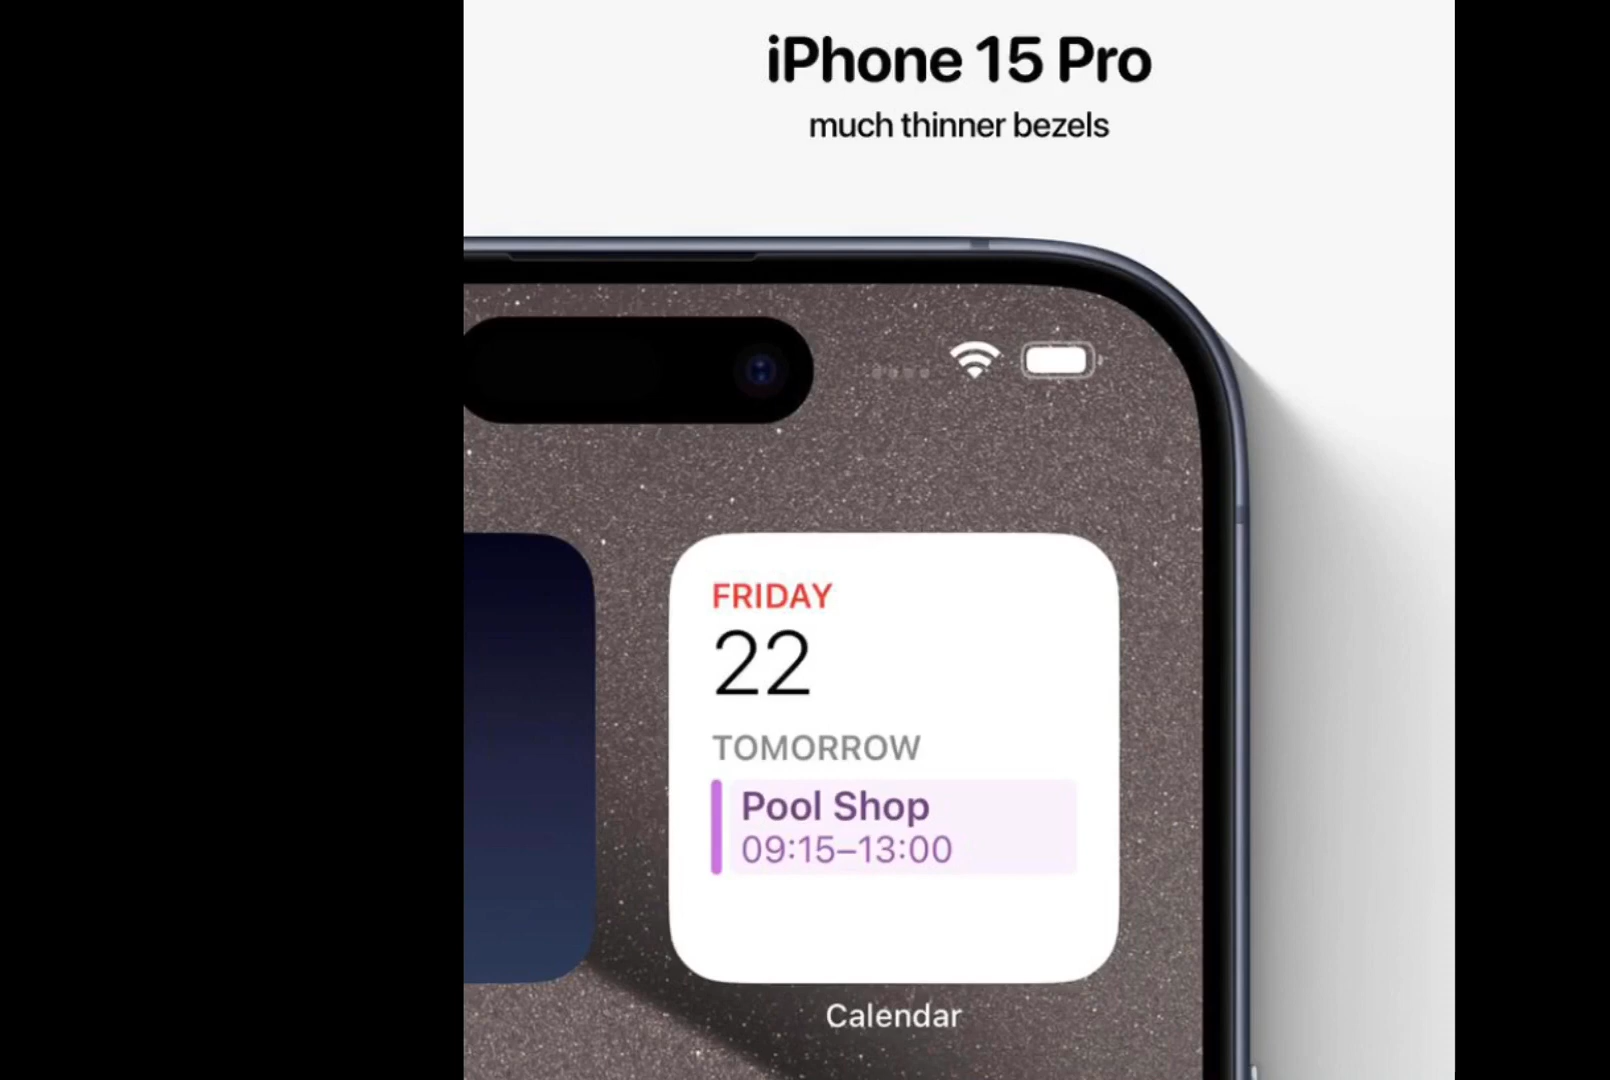 iPhone 15 Pro
much thinner bezels
FRIDAY
22
TOMORROW
Pool Shop
09:15–13:00
Calendar